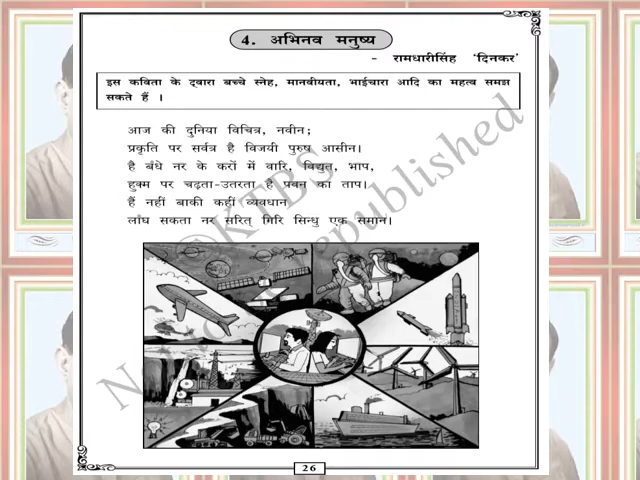 4. अभिनव मनुष्य
- रामधारीसिंह 'दिनकर'
इस कविता के द्वारा बच्चे स्नेह, मानवीयता, भाईचारा आदि का महत्व समझ
सकते हैं ।
आज की दुनिया विचित्र, नवीन;
प्रकृति पर सर्वत्र है विजयी पुरुष आसीन।
है बँधे नर के करों में वारि, विद्युत, भाप,
हुक्म पर चढ़ता-उतरता है पवन का ताप।
हैं नहीं बाकी कहीं व्यवधान
लाँघ सकता नर सरित् गिरि सिन्धु एक समान।
©KTBS
republished
26